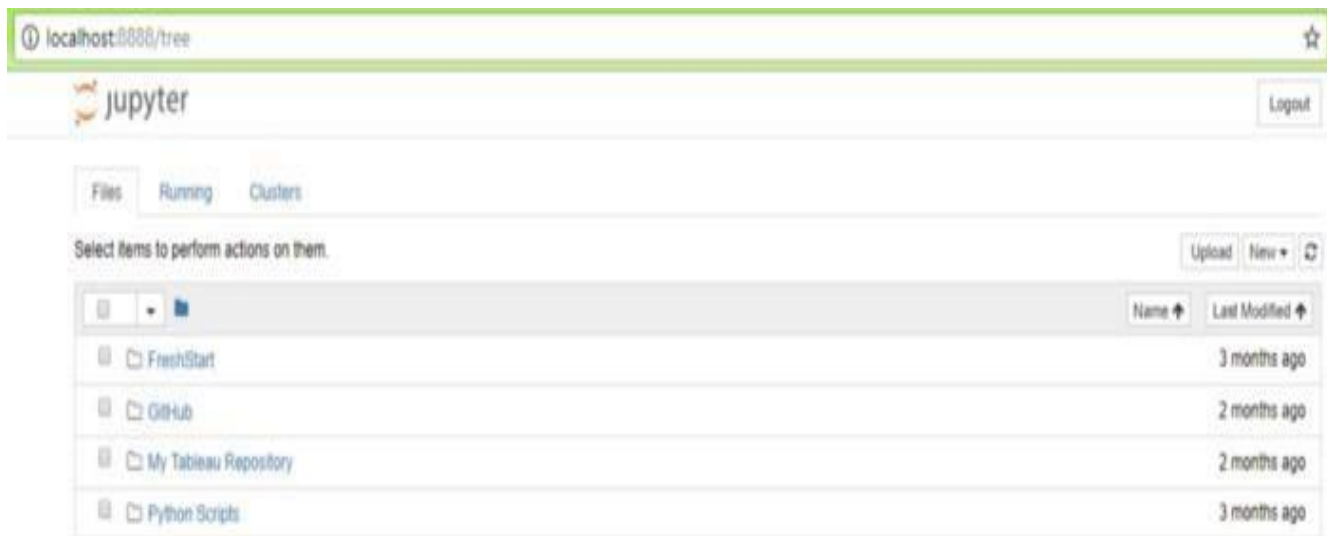 localhost:8888/tree
jupyter
Logout
Files Running Clusters
Select items to perform actions on them.
Upload New
Name Last Modified
FreshStart 3 months ago
GitHub 2 months ago
My Tableau Repository 2 months ago
Python Scripts 3 months ago